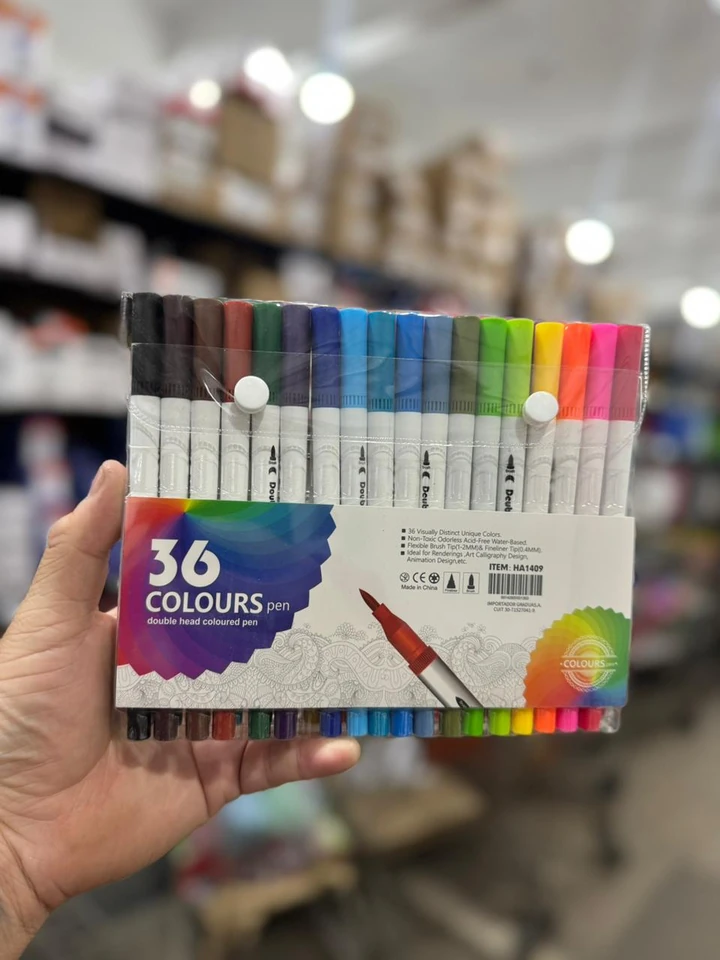 36
COLOURS pen
double head coloured pen
36 Visually Distinct Unique Colors.
Non-Toxic Odorless Acid-Free Water-Based.
Flexible Brush Tip(1-2MM)& Fineliner Tip(0.4MM).
Ideal for Renderings ,Art Calligraphy Design,
Animation Design,etc.
ITEM: HA1409
CE
Made in China
COLOURS